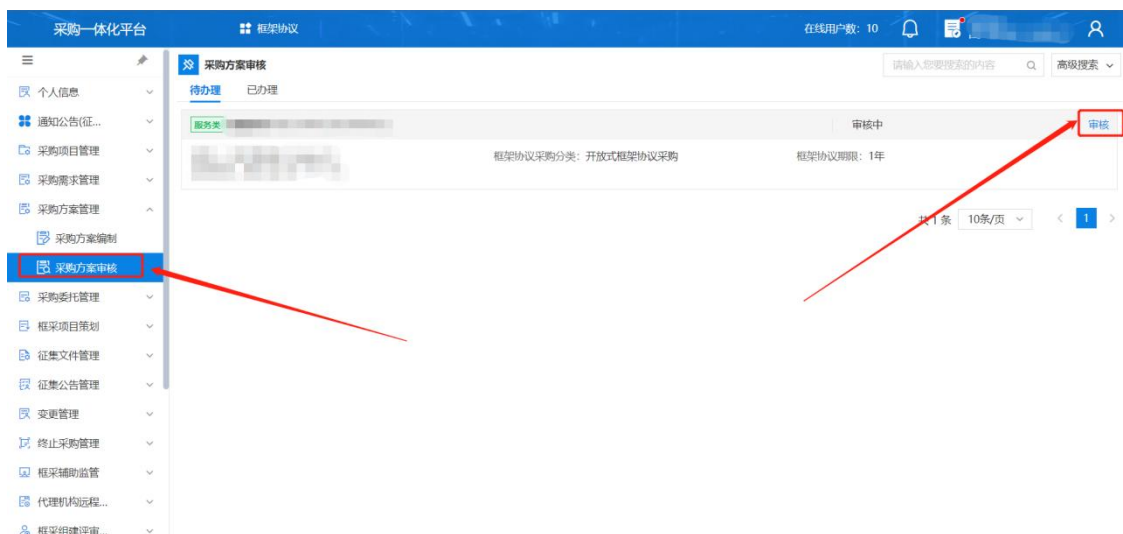 采购一体化平台
框架协议
在线用户数: 10
采购方案审核
请输入您要搜索的内容
高级搜索
个人信息
待办理 已办理
通知公告(征...
服务类
审核中
审核
采购项目管理
框架协议采购分类: 开放式框架协议采购
框架协议期限: 1年
采购需求管理
采购方案管理
共 1 条 10条/页 < 1 >
采购方案编制
采购方案审核
采购委托管理
框采项目策划
征集文件管理
征集公告管理
变更管理
终止采购管理
框采辅助监管
代理机构远程...
框采组建评审...